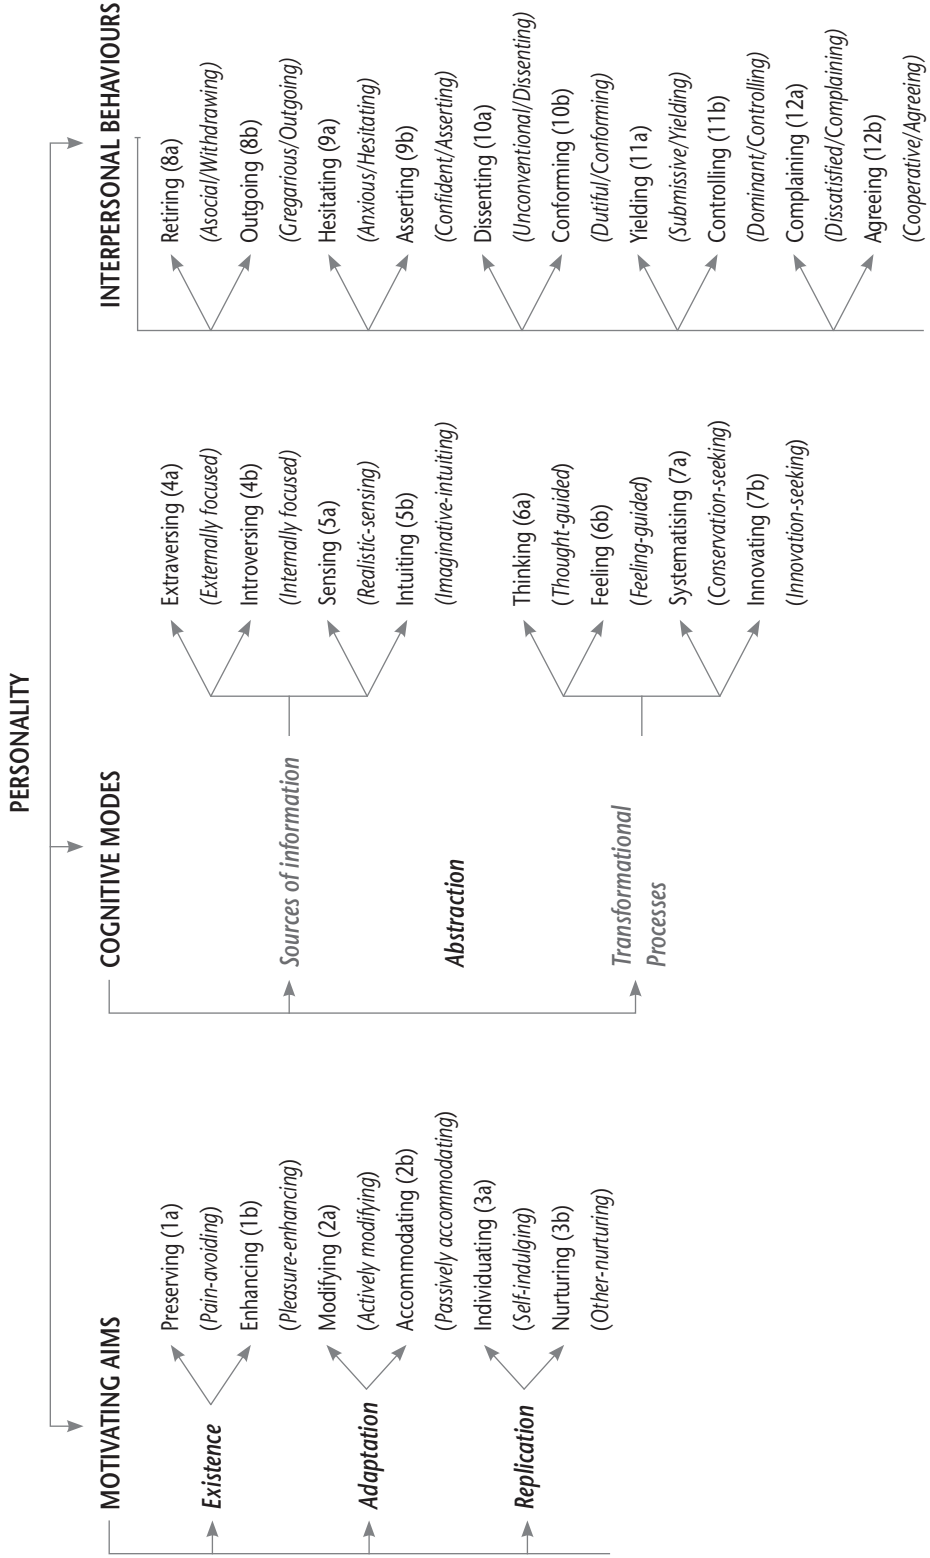 PERSONALITY
MOTIVATING AIMS
Existence
Preserving (1a)
(Pain-avoiding)
Enhancing (1b)
(Pleasure-enhancing)
Adaptation
Modifying (2a)
(Actively modifying)
Accommodating (2b)
(Passively accommodating)
Replication
Individuating (3a)
(Self-indulging)
Nurturing (3b)
(Other-nurturing)
COGNITIVE MODES
Sources of information
Extraversing (4a)
(Externally focused)
Introversing (4b)
(Internally focused)
Sensing (5a)
(Realistic-sensing)
Intuiting (5b)
(Imaginative-intuiting)
Abstraction
Transformational
Processes
Thinking (6a)
(Thought-guided)
Feeling (6b)
(Feeling-guided)
Systematising (7a)
(Conservation-seeking)
Innovating (7b)
(Innovation-seeking)
INTERPERSONAL BEHAVIOURS
Retiring (8a)
(Asocial/Withdrawing)
Outgoing (8b)
(Gregarious/Outgoing)
Hesitating (9a)
(Anxious/Hesitating)
Asserting (9b)
(Confident/Asserting)
Dissenting (10a)
(Unconventional/Dissenting)
Conforming (10b)
(Dutiful/Conforming)
Yielding (11a)
(Submissive/Yielding)
Controlling (11b)
(Dominant/Controlling)
Complaining (12a)
(Dissatisfied/Complaining)
Agreeing (12b)
(Cooperative/Agreeing)